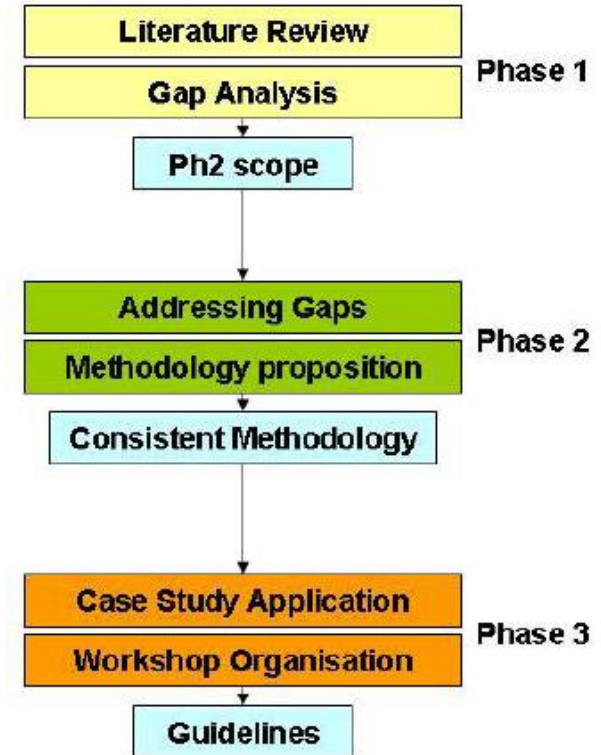 Literature Review
Phase 1
Gap Analysis
Ph2 scope
Addressing Gaps
Phase 2
Methodology proposition
Consistent Methodology
Case Study Application
Phase 3
Workshop Organisation
Guidelines